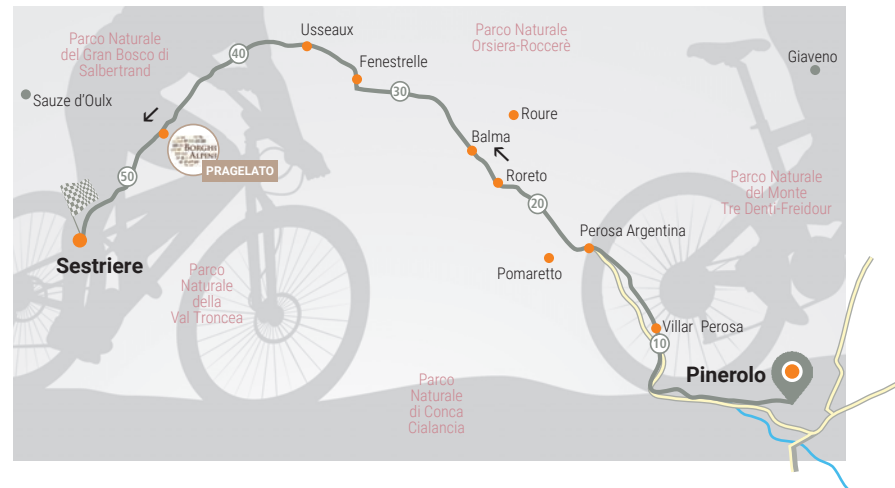 Usseaux
Parco Naturale
del Gran Bosco di
Salbertrand
40
Parco Naturale
Orsiera-Roccerè
Giaveno
Fenestrelle
30
Sauze d'Oulx
Roure
Balma
BORGHI
ALPINI
PRAGELATO
50
Roreto
Parco Naturale
del Monte
Tre Denti-Freidour
20
Perosa Argentina
Sestriere
Pomaretto
Parco
Naturale
della
Val Troncea
Villar Perosa
10
Pinerolo
Parco
Naturale
di Conca
Cialancia